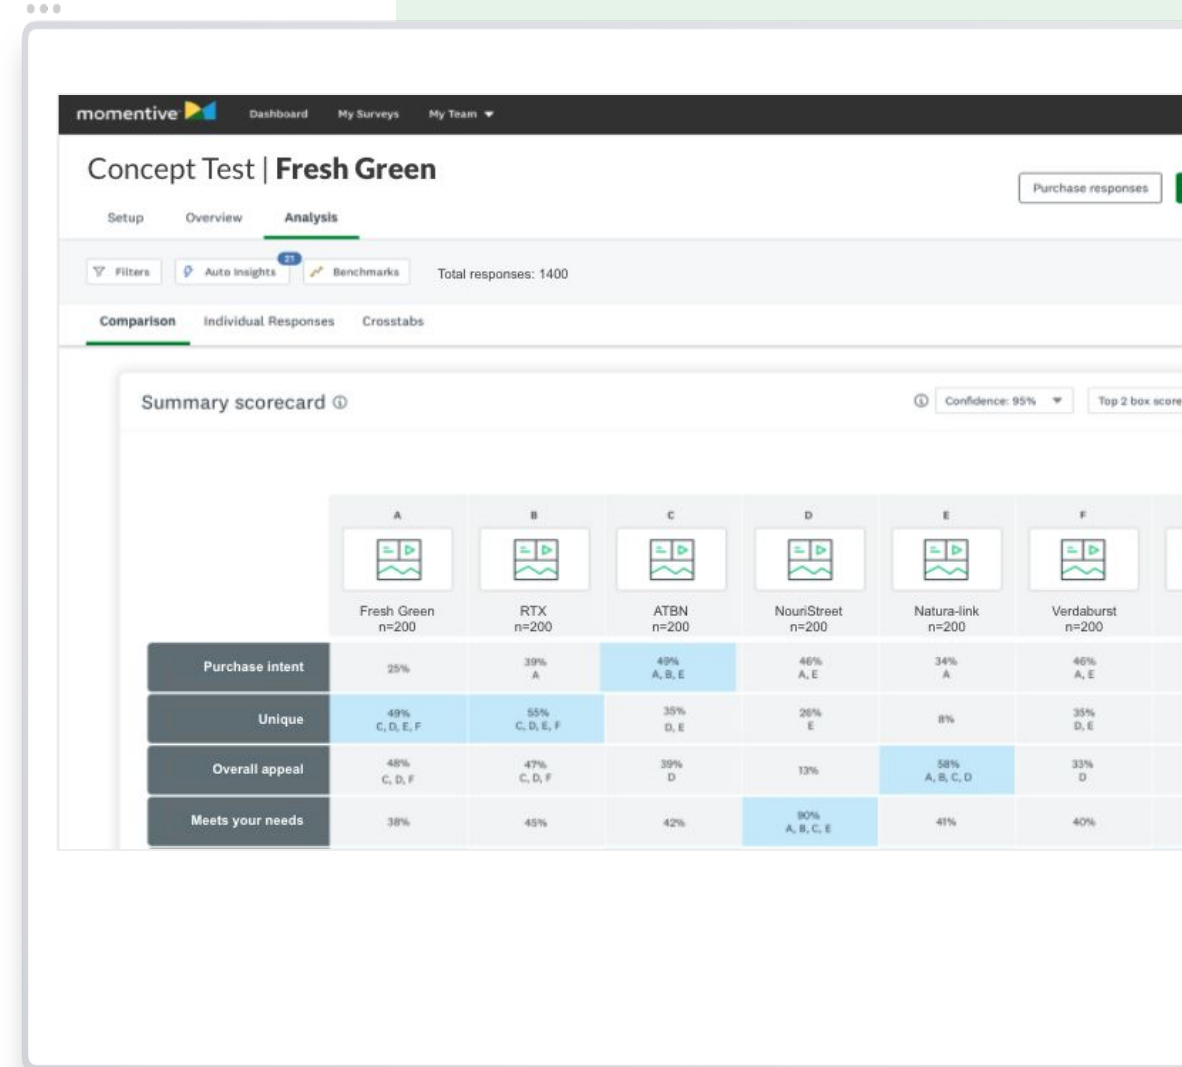 momentive Dashboard My Surveys My Team
Concept Test | Fresh Green
Purchase responses
Setup Overview Analysis
Filters Auto Insights 21 Benchmarks Total responses: 1400
Comparison Individual Responses Crosstabs
Summary scorecard Confidence: 95% Top 2 box score
A B C D E F
Fresh Green RTX ATBN NouriStreet Natura-link Verdaburst
n=200 n=200 n=200 n=200 n=200 n=200
Purchase intent 25% 39% 49% 46% 34% 46%
A A, B, E A, E A A, E
Unique 49% 55% 35% 26% 8% 35%
C, D, E, F C, D, E, F D, E E D, E
Overall appeal 48% 47% 39% 13% 58% 33%
C, D, F C, D, F D A, B, C, D D
Meets your needs 38% 45% 42% 90% 41% 40%
A, B, C, E